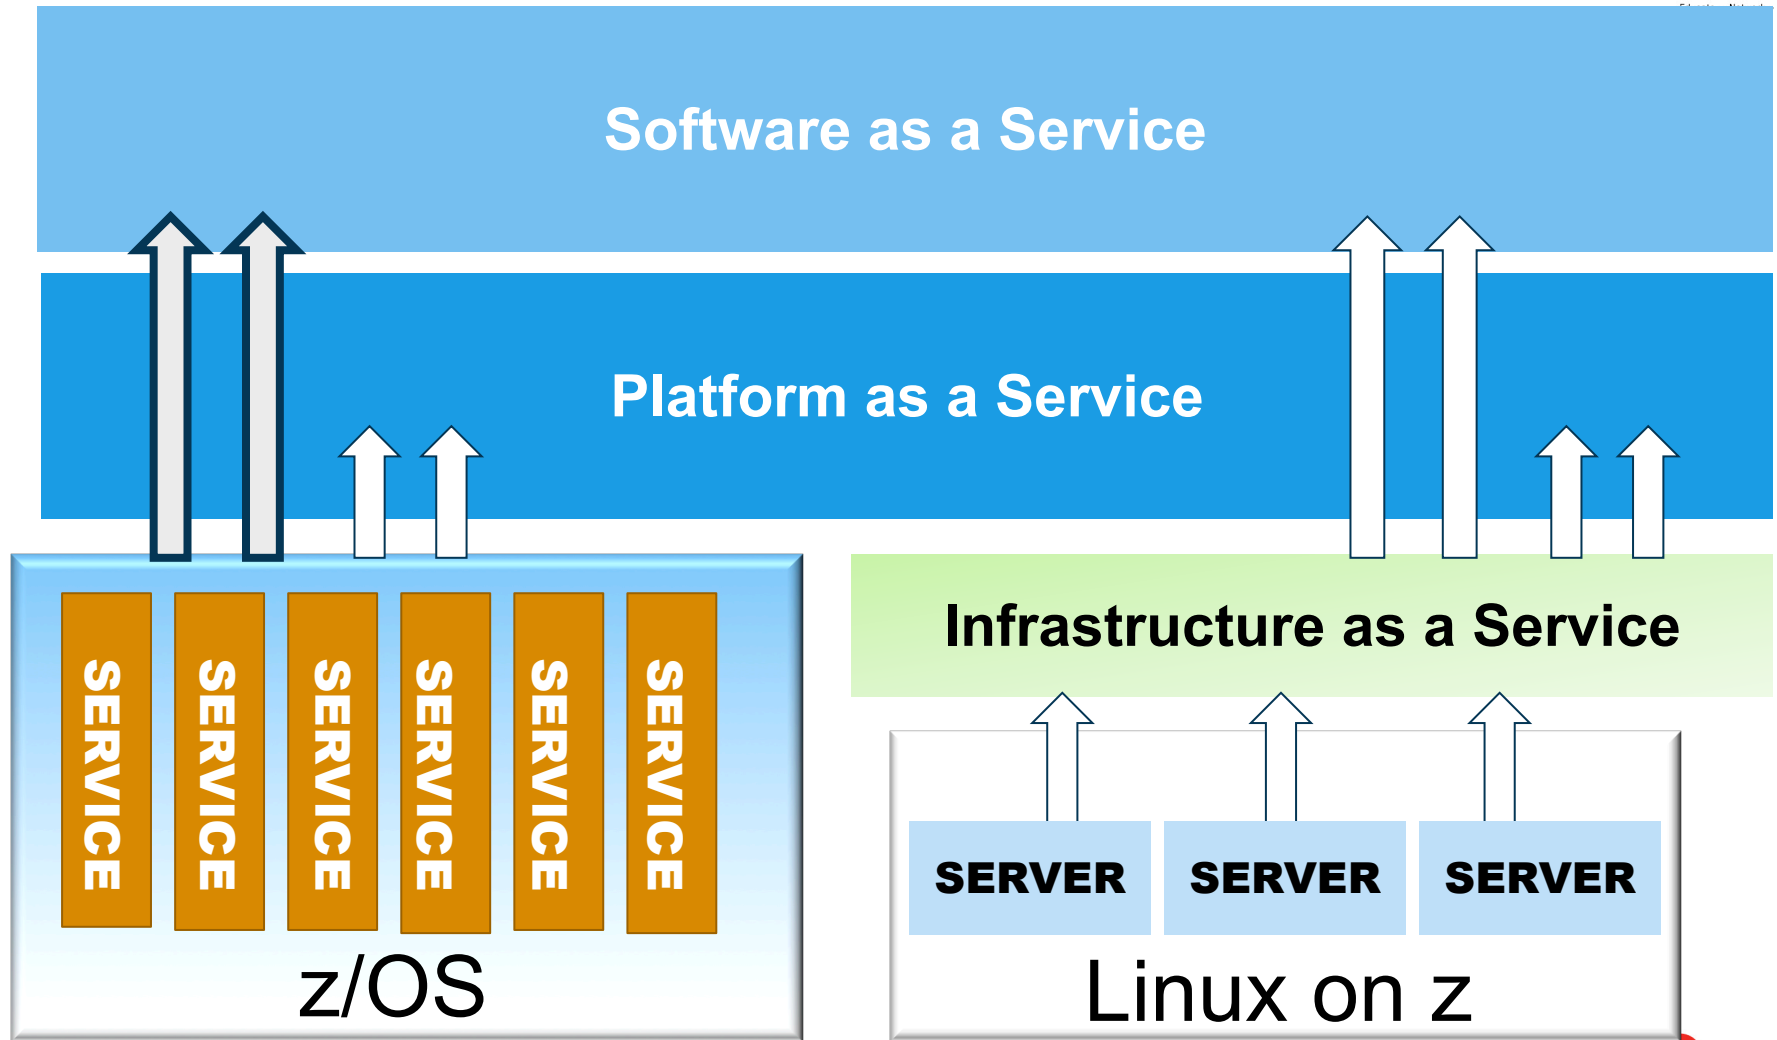 Software as a Service
Platform as a Service
Infrastructure as a Service
SERVICE
SERVICE
SERVICE
SERVICE
SERVICE
SERVICE
SERVER
SERVER
SERVER
z/OS
Linux on z